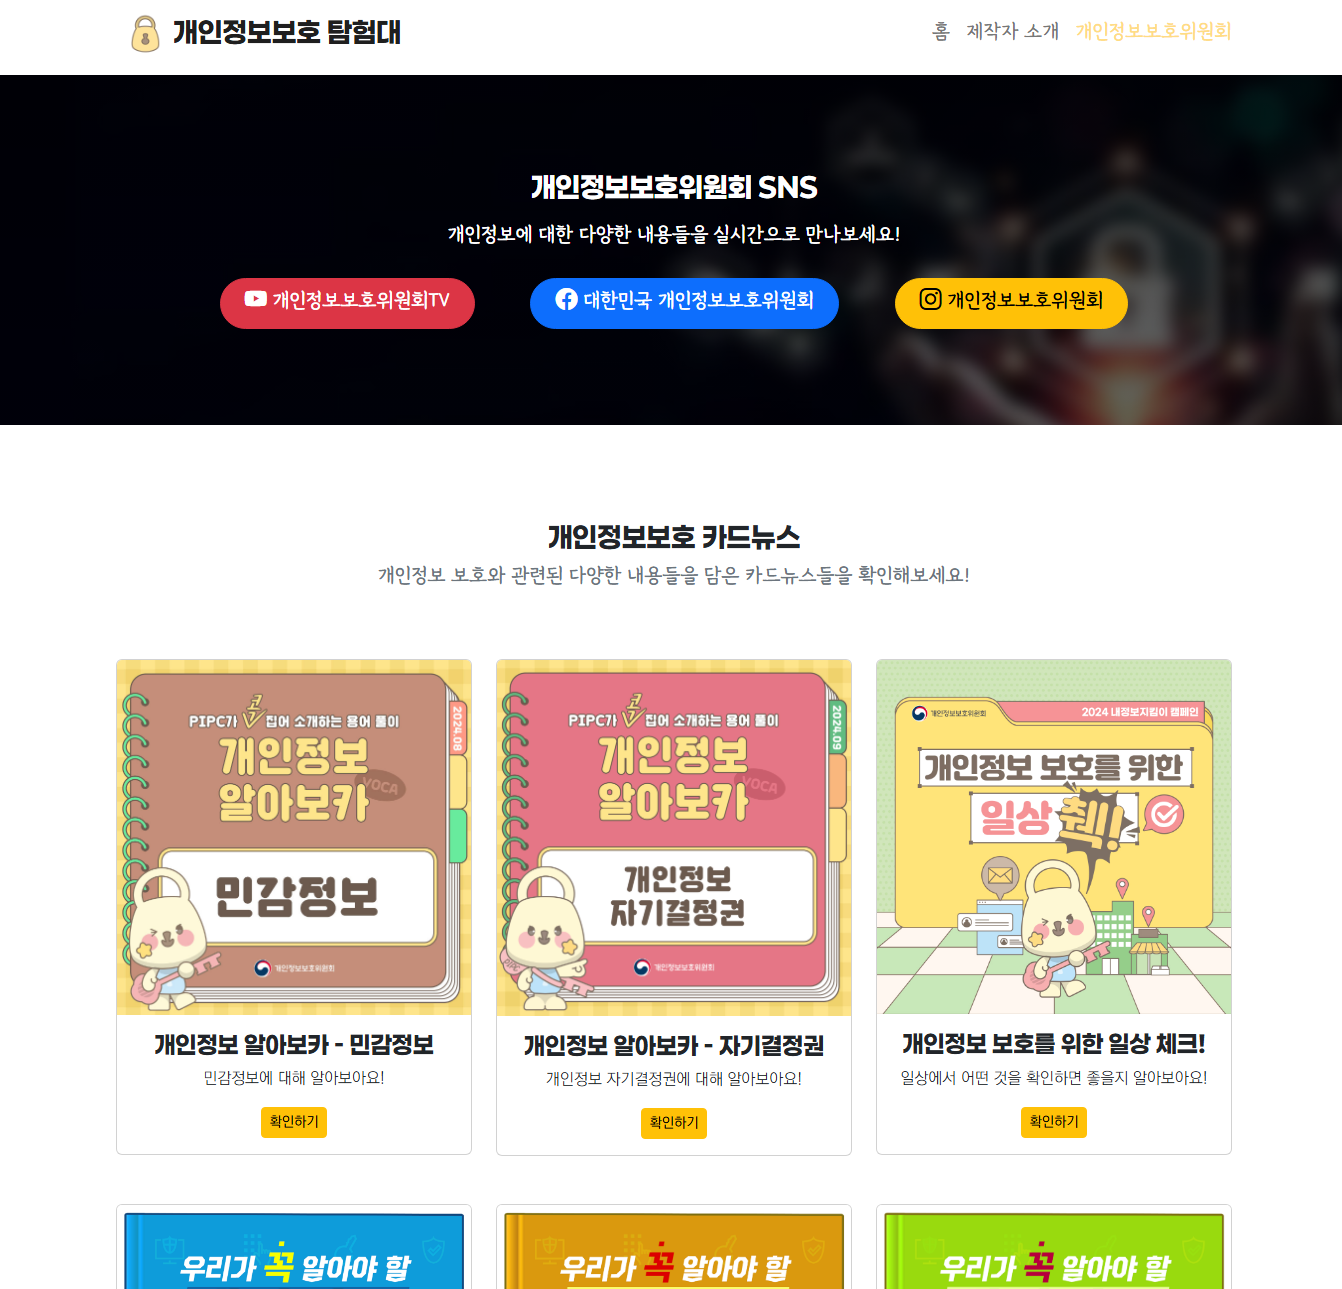 개인정보보호 탐험대
홈 제작자 소개 개인정보보호위원회
개인정보보호위원회 SNS
개인정보에 대한 다양한 내용들을 실시간으로 만나보세요!
개인정보보호위원회TV
대한민국 개인정보보호위원회
개인정보보호위원회
개인정보보호 카드뉴스
개인정보 보호와 관련된 다양한 내용들을 담은 카드뉴스들을 확인해보세요!
PIPC가 콕 집어 소개하는 용어 풀이
2024.08
개인정보
알아보카
VOCA
민감정보
개인정보보호위원회
개인정보 알아보카 - 민감정보
민감정보에 대해 알아보아요!
확인하기
PIPC가 콕 집어 소개하는 용어 풀이
2024.09
개인정보
알아보카
VOCA
개인정보
자기결정권
PIPC
개인정보보호위원회
개인정보 알아보카 - 자기결정권
개인정보 자기결정권에 대해 알아보아요!
확인하기
개인정보보호위원회
2024 내정보지킴이 캠페인
개인정보 보호를 위한
일상 췍!
개인정보 보호를 위한 일상 체크!
일상에서 어떤 것을 확인하면 좋을지 알아보아요!
확인하기
우리가 꼭 알아야 할
우리가 꼭 알아야 할
우리가 꼭 알아야 할